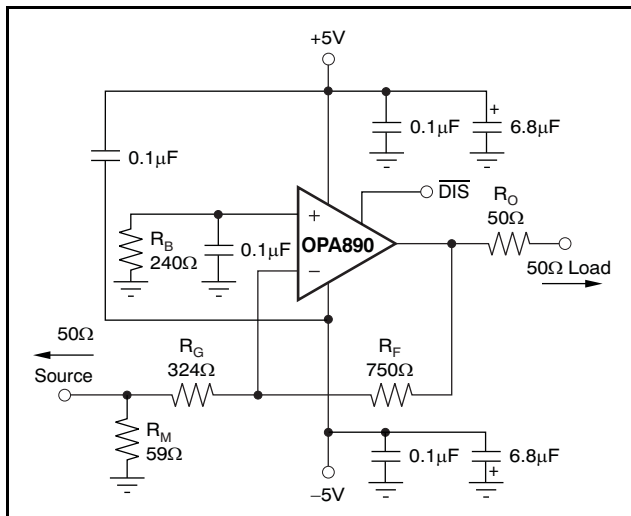 +5V
+
0.1μF
6.8μF
0.1μF
DIS
R_O
50Ω
+
R_B
240Ω
0.1μF
OPA890
−
50Ω Load
50Ω
Source
R_G
324Ω
R_F
750Ω
R_M
59Ω
0.1μF
6.8μF
+
−5V